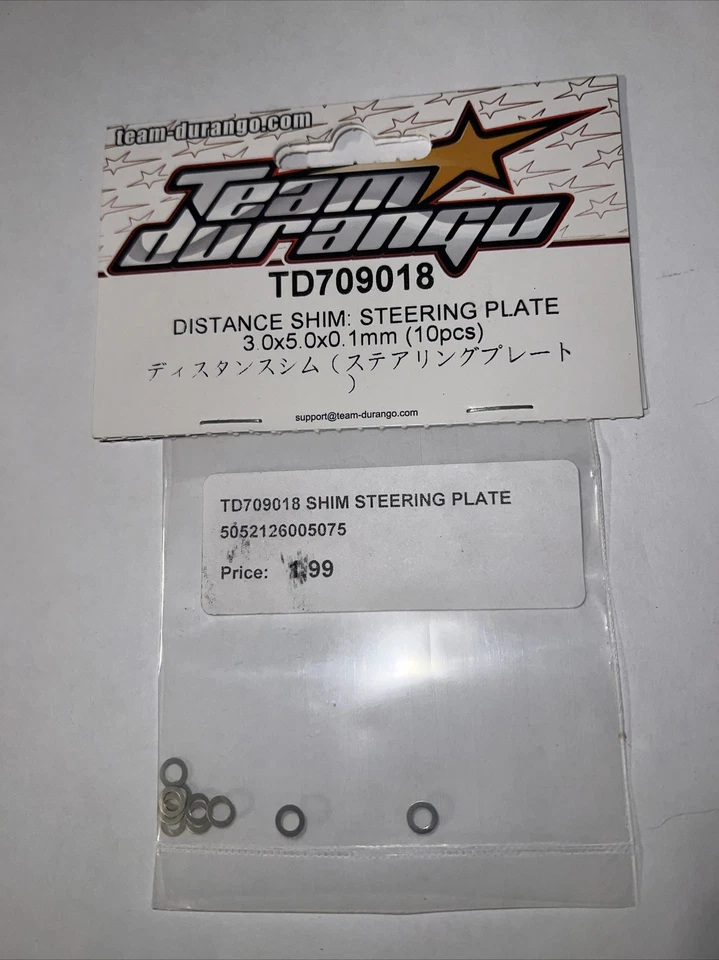 team-durango.com
Team
durango
TD709018
DISTANCE SHIM: STEERING PLATE
3.0x5.0x0.1mm (10pcs)
ディスタンスシム（ステアリングプレート
）
support@team-durango.com
TD709018 SHIM STEERING PLATE
5052126005075
Price: 1.99